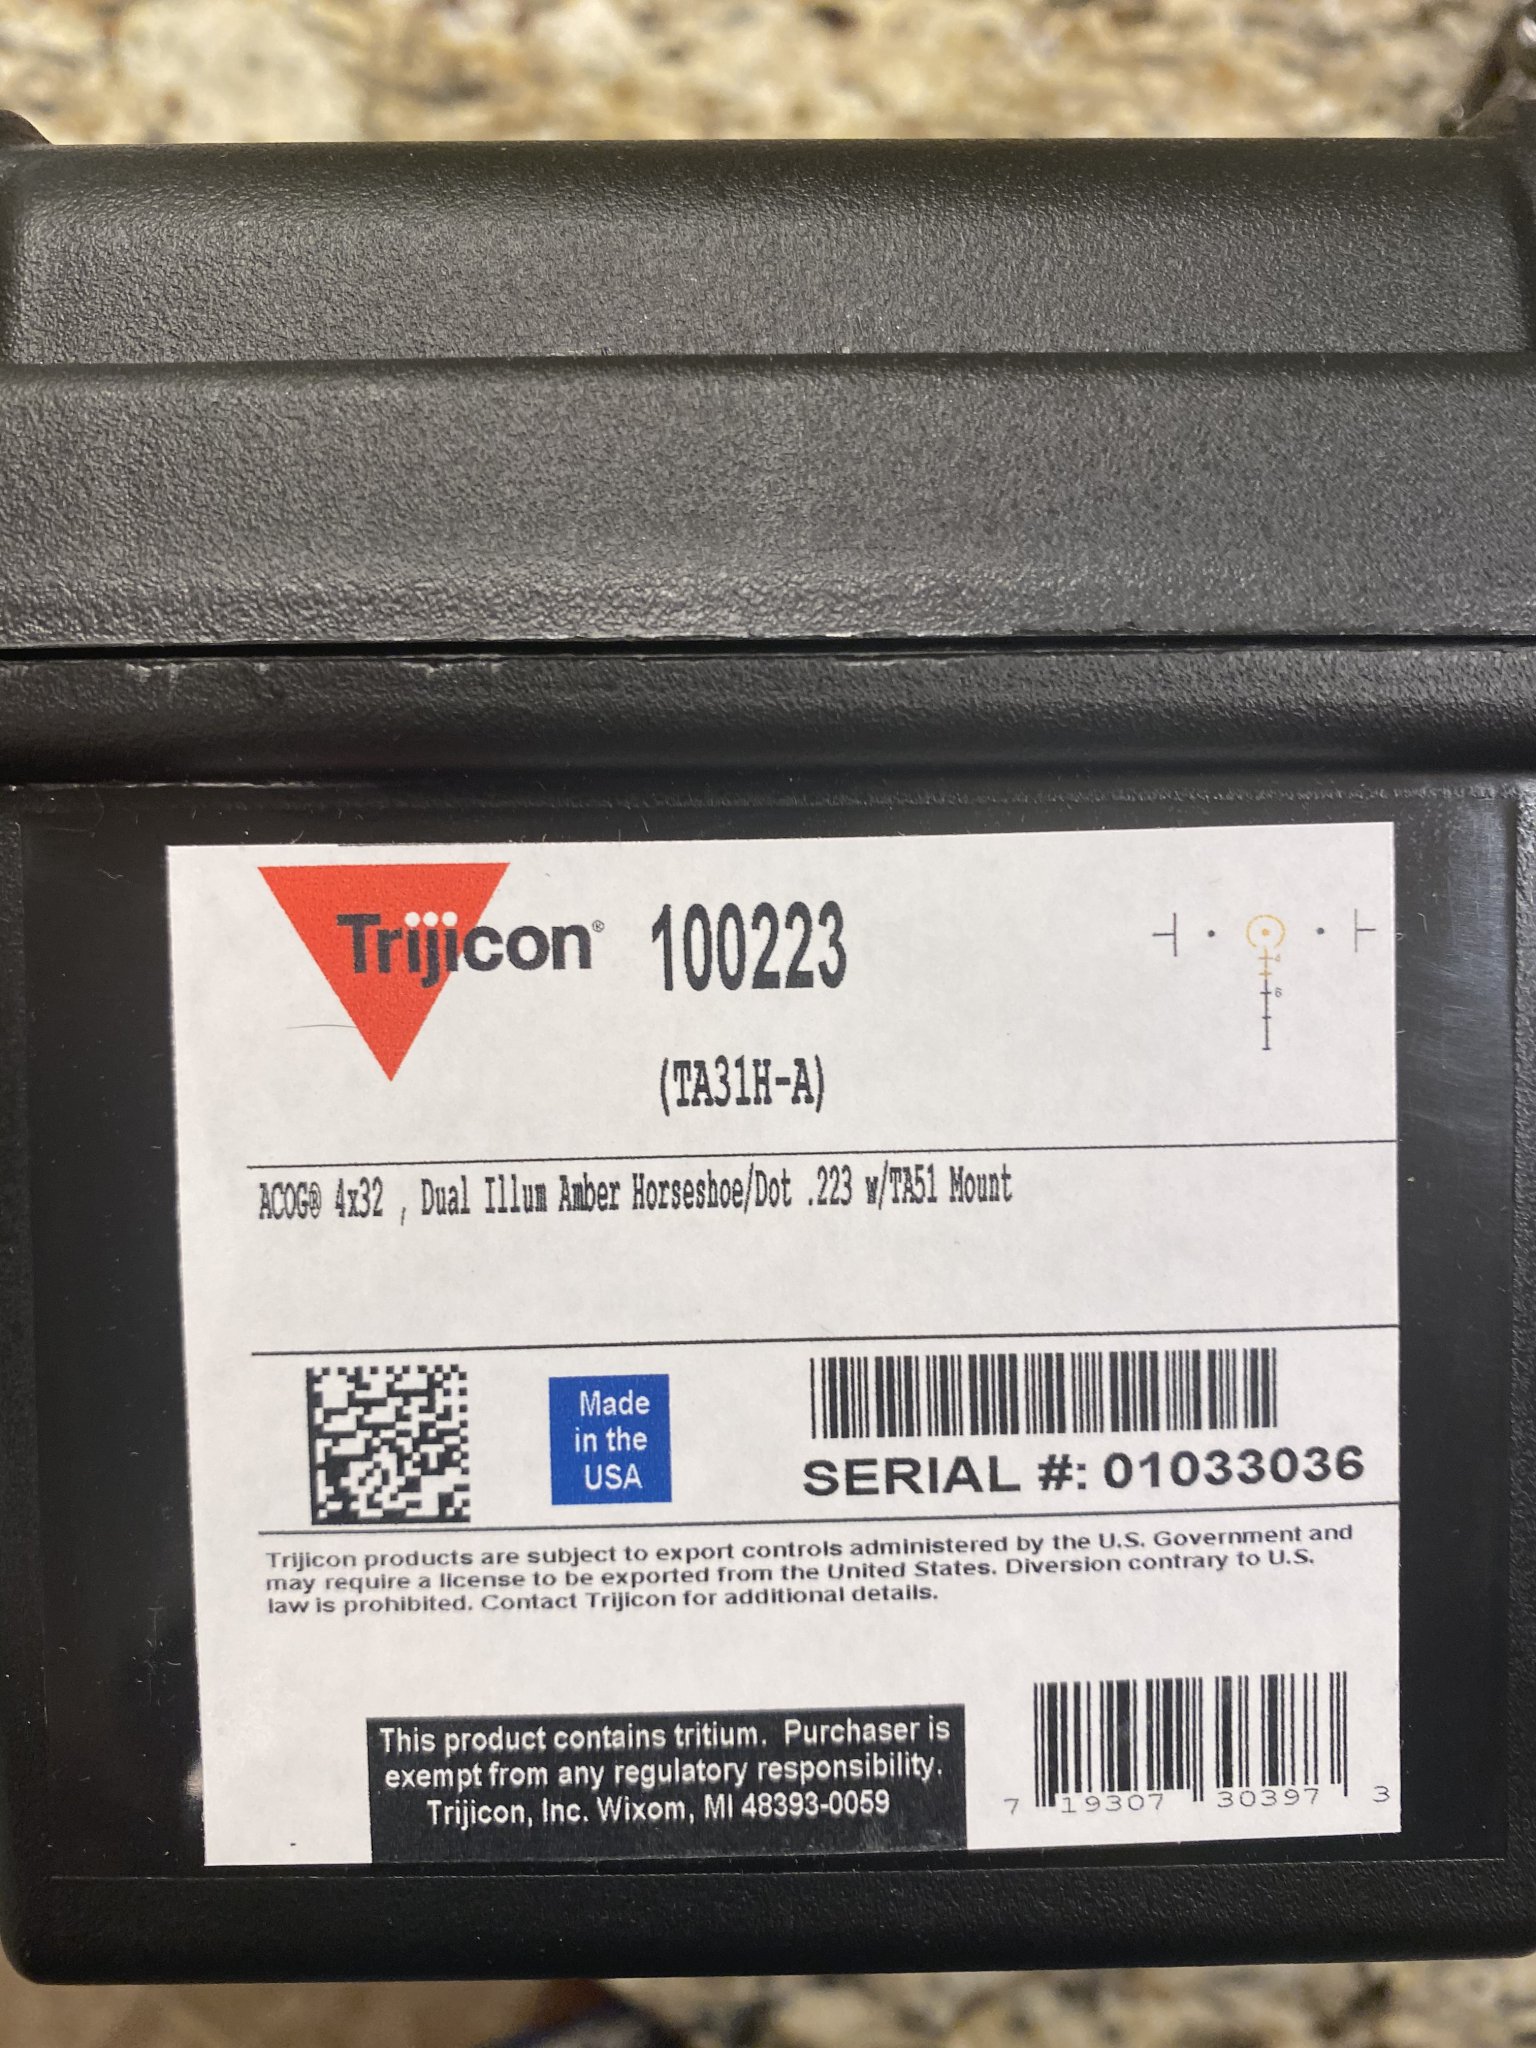 Trijicon® 100223
4
6
(TA31H-A)
ACOG® 4x32 , Dual Illum Amber Horseshoe/Dot .223 w/TA51 Mount
Made
in the
USA
SERIAL #: 01033036
Trijicon products are subject to export controls administered by the U.S. Government and
may require a license to be exported from the United States. Diversion contrary to U.S.
law is prohibited. Contact Trijicon for additional details.
This product contains tritium. Purchaser is
exempt from any regulatory responsibility.
Trijicon, Inc. Wixom, MI 48393-0059
7 19307 30397 3